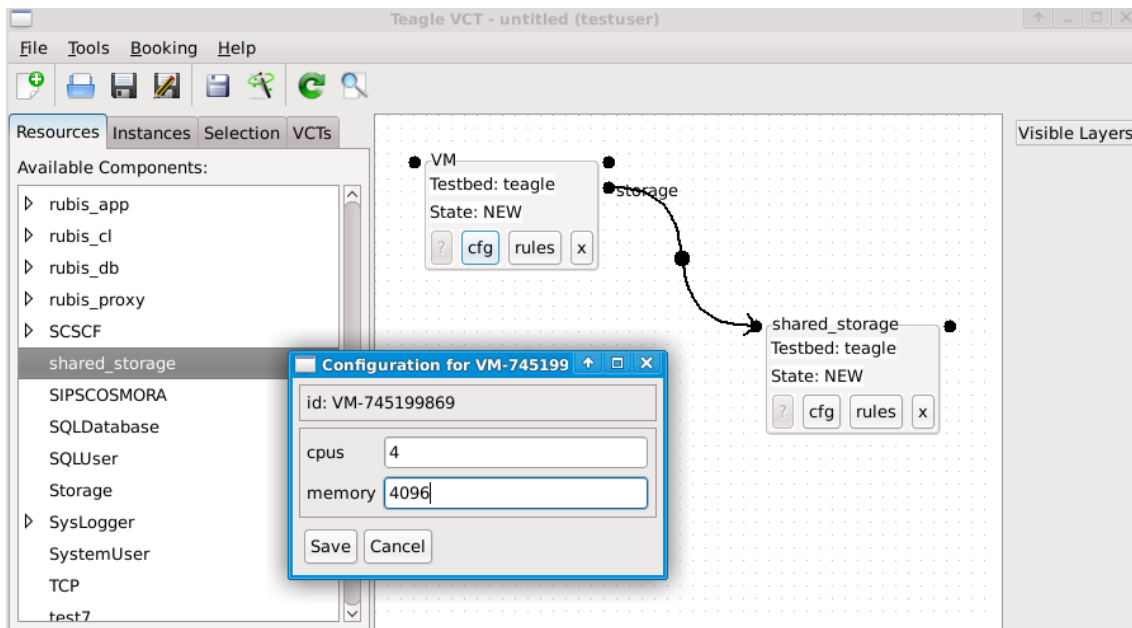 Teagle VCT - untitled (testuser)
File Tools Booking Help
Resources Instances Selection VCTs
Available Components:
rubis_app
rubis_cl
rubis_db
rubis_proxy
SCSCF
shared_storage
SIPSCOSMORA
SQLDatabase
SQLUser
Storage
SysLogger
SystemUser
TCP
test7
VM
Testbed: teagle
State: NEW
? cfg rules x
storage
shared_storage
Testbed: teagle
State: NEW
? cfg rules x
Configuration for VM-745199
id: VM-745199869
cpus 4
memory 4096
Save Cancel
Visible Layers